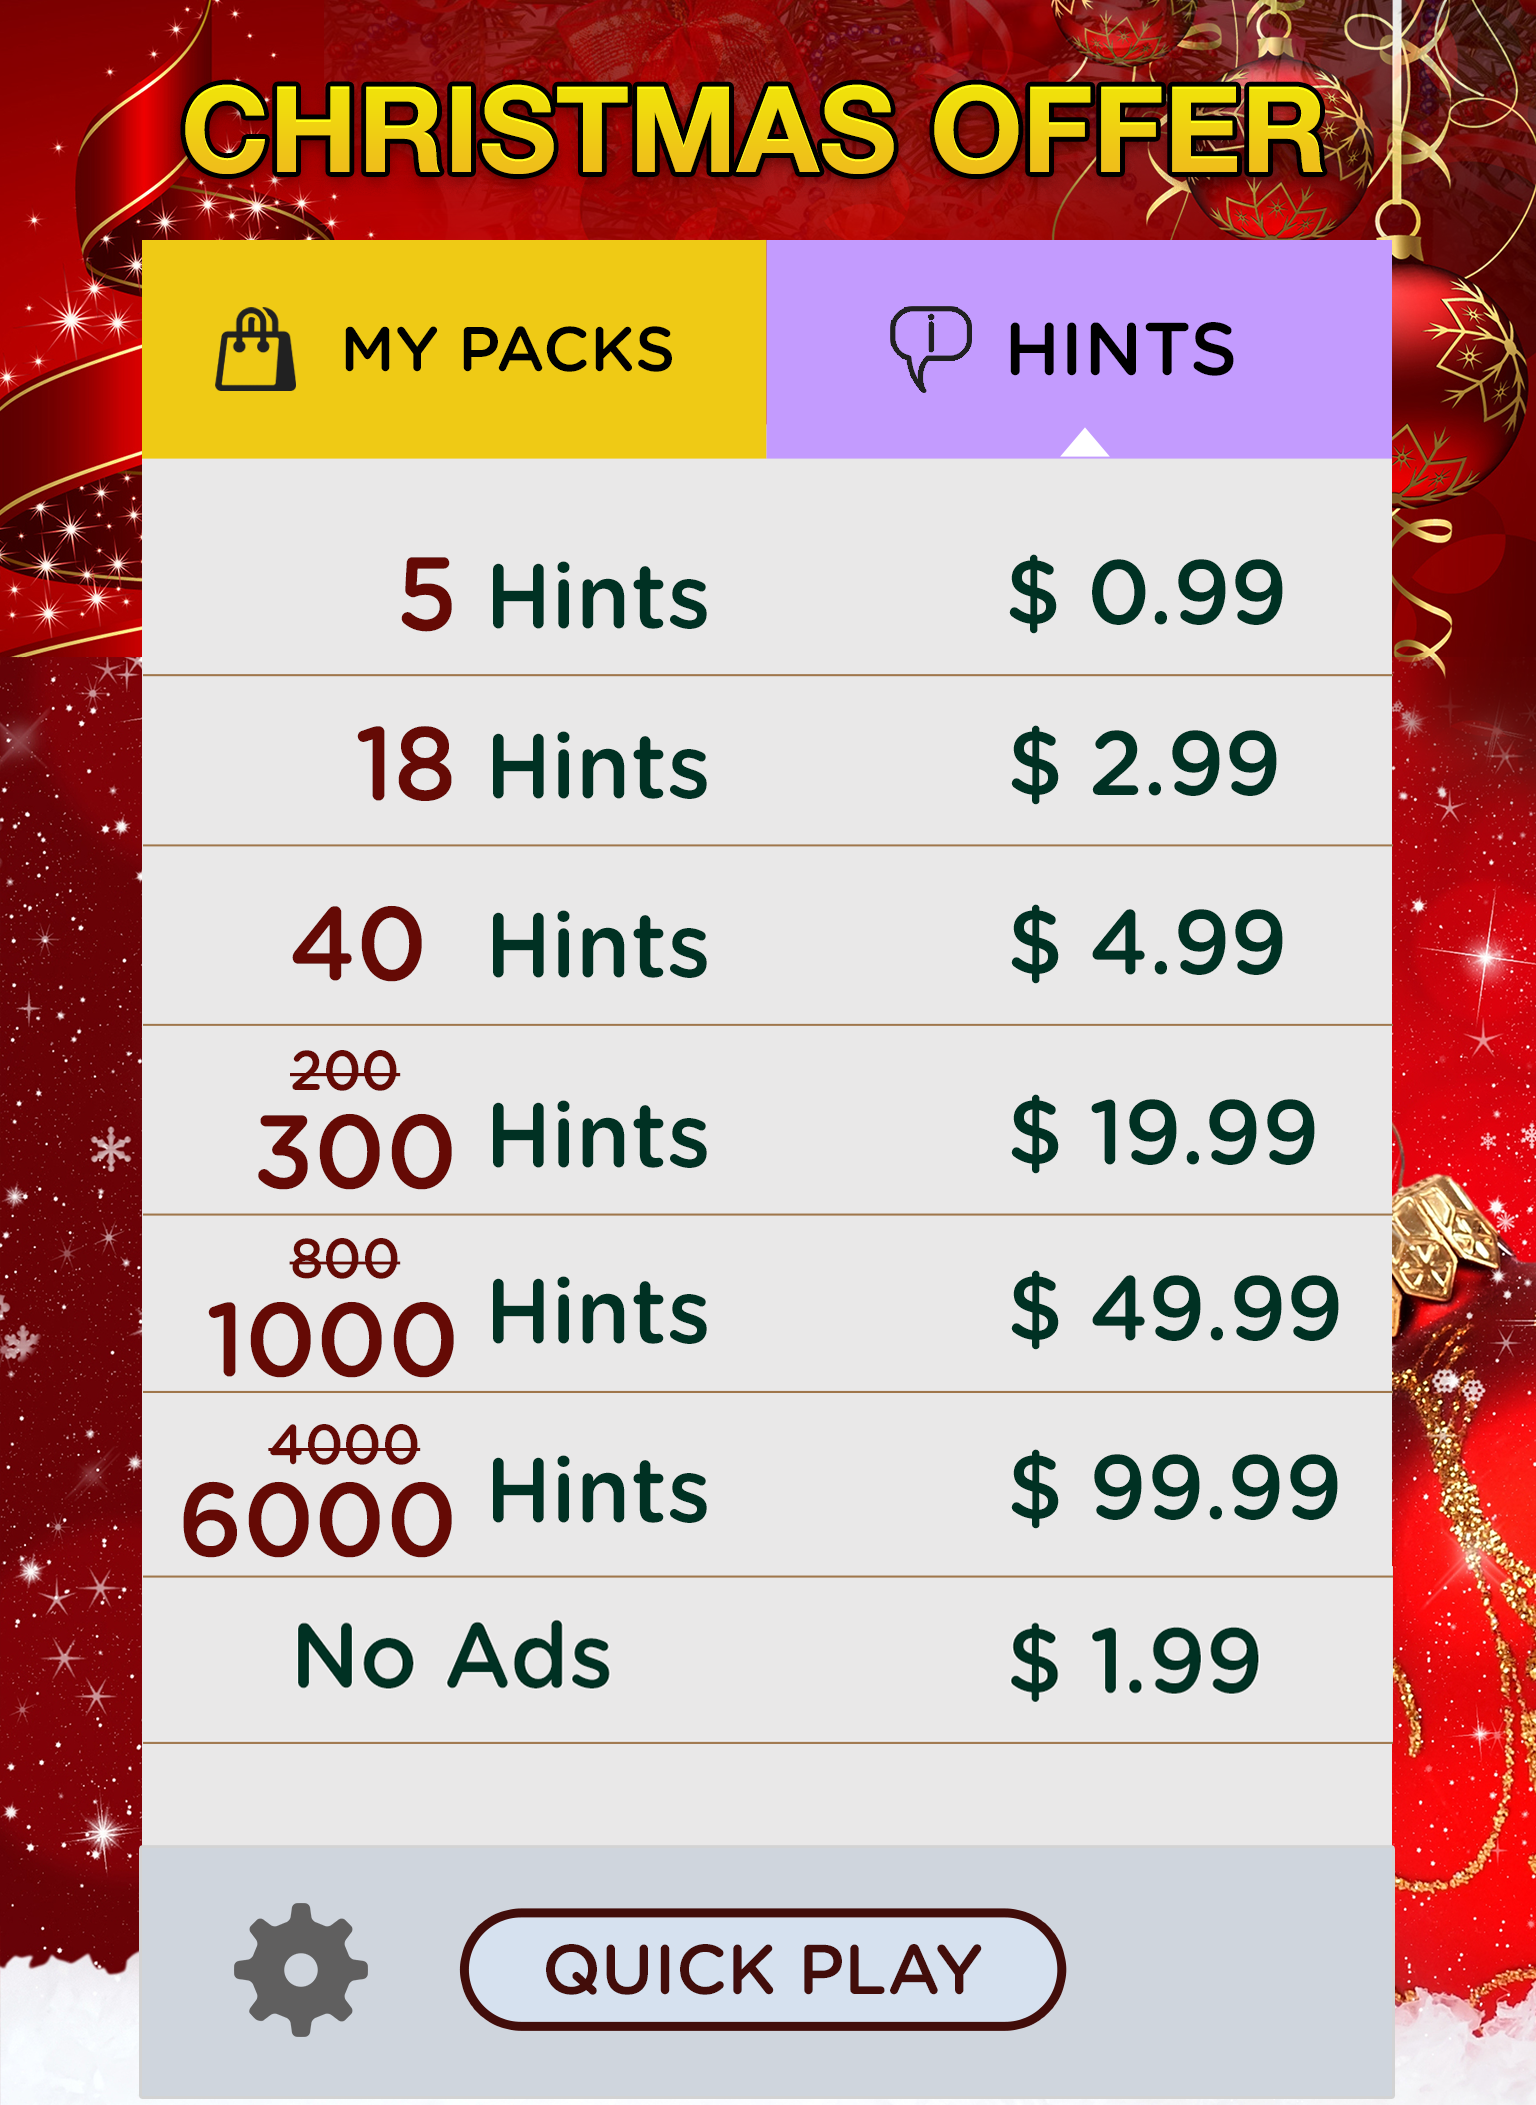 CHRISTMAS OFFER
MY PACKS HINTS
5 Hints $ 0.99
18 Hints $ 2.99
40 Hints $ 4.99
200
300 Hints $ 19.99
800
1000 Hints $ 49.99
4000
6000 Hints $ 99.99
No Ads $ 1.99
QUICK PLAY